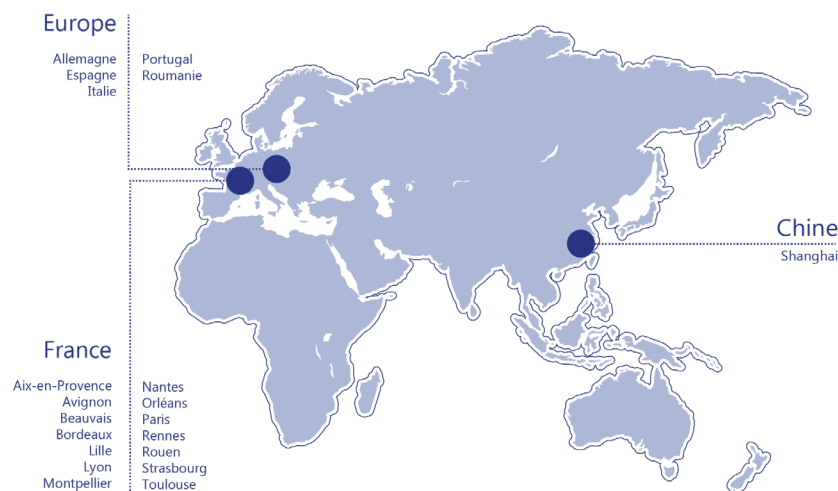 Europe
Allemagne
Espagne
Italie
Portugal
Roumanie
Chine
Shanghai
France
Aix-en-Provence
Avignon
Beauvais
Bordeaux
Lille
Lyon
Montpellier
Nantes
Orléans
Paris
Rennes
Rouen
Strasbourg
Toulouse